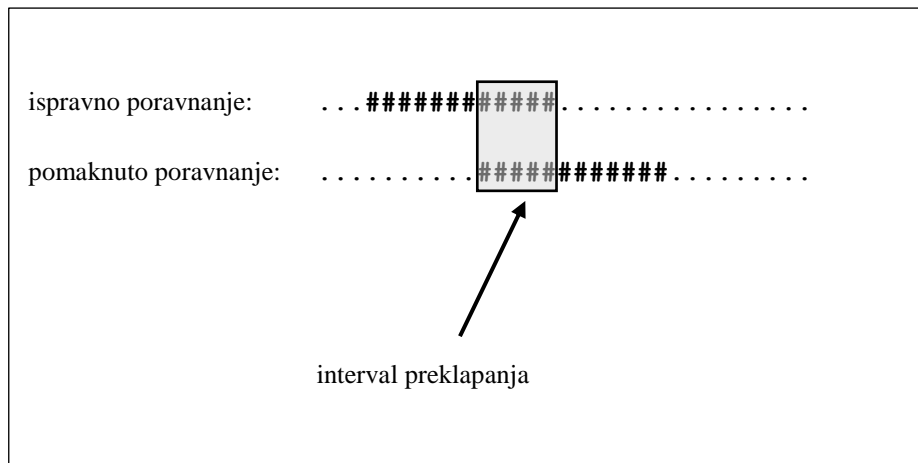 ispravno poravnanje: ...############................
pomaknuto poravnanje: ..........############.........
interval preklapanja